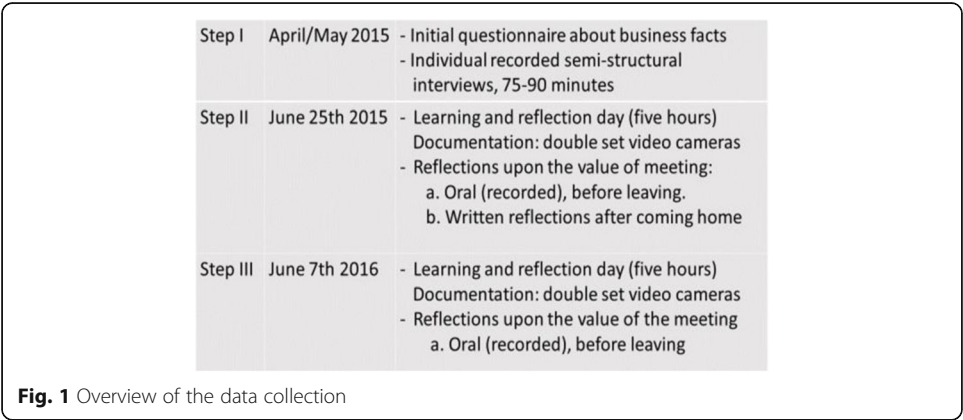 Step I April/May 2015 - Initial questionnaire about business facts
- Individual recorded semi-structural
interviews, 75-90 minutes
Step II June 25th 2015 - Learning and reflection day (five hours)
Documentation: double set video cameras
- Reflections upon the value of meeting:
a. Oral (recorded), before leaving.
b. Written reflections after coming home
Step III June 7th 2016 - Learning and reflection day (five hours)
Documentation: double set video cameras
- Reflections upon the value of the meeting
a. Oral (recorded), before leaving
Fig. 1 Overview of the data collection